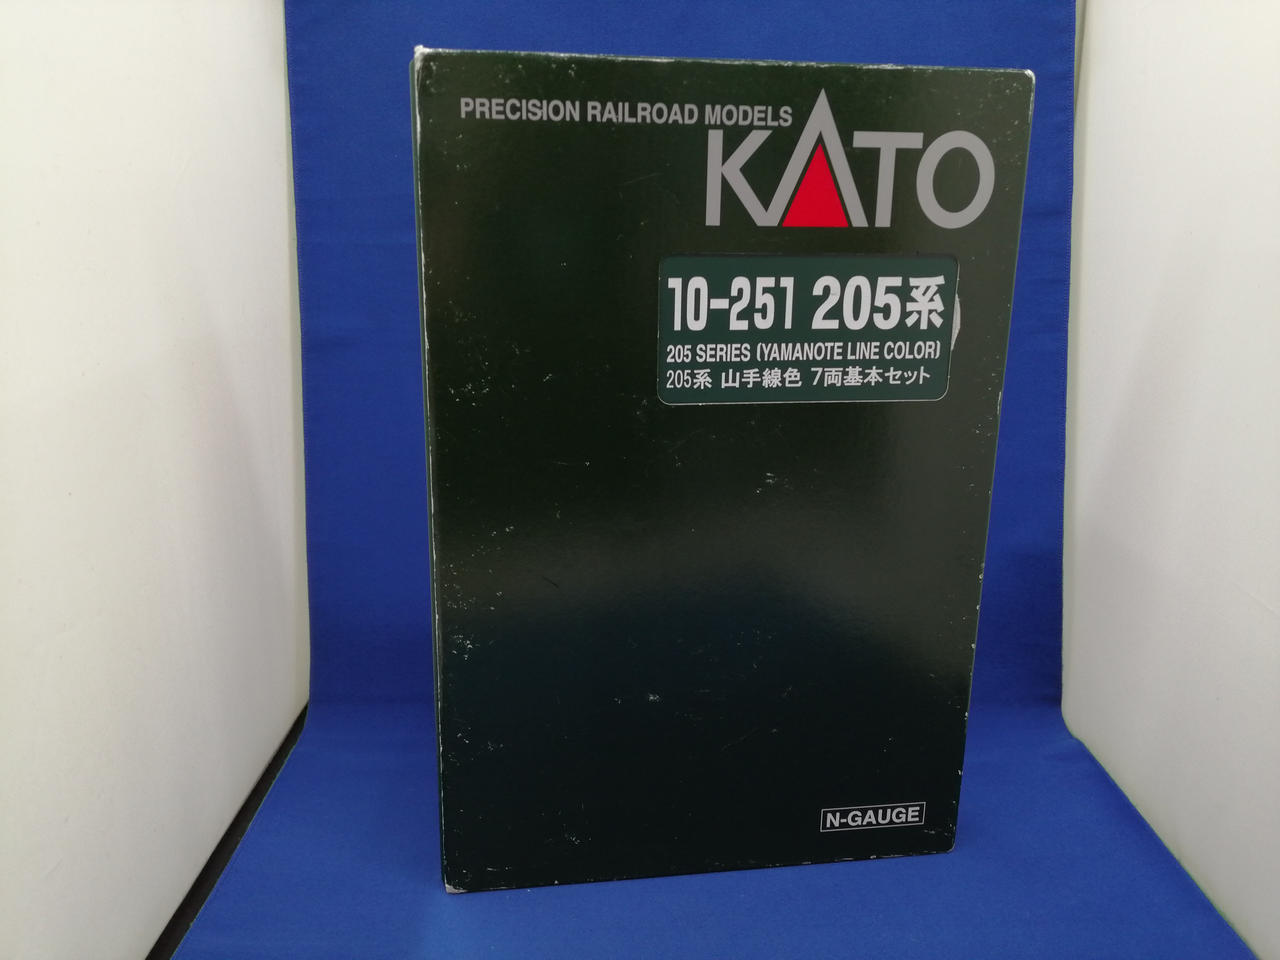 PRECISION RAILROAD MODELS
KATO
10-251 205系
205 SERIES (YAMANOTE LINE COLOR)
205系 山手線色 7両基本セット
N-GAUGE